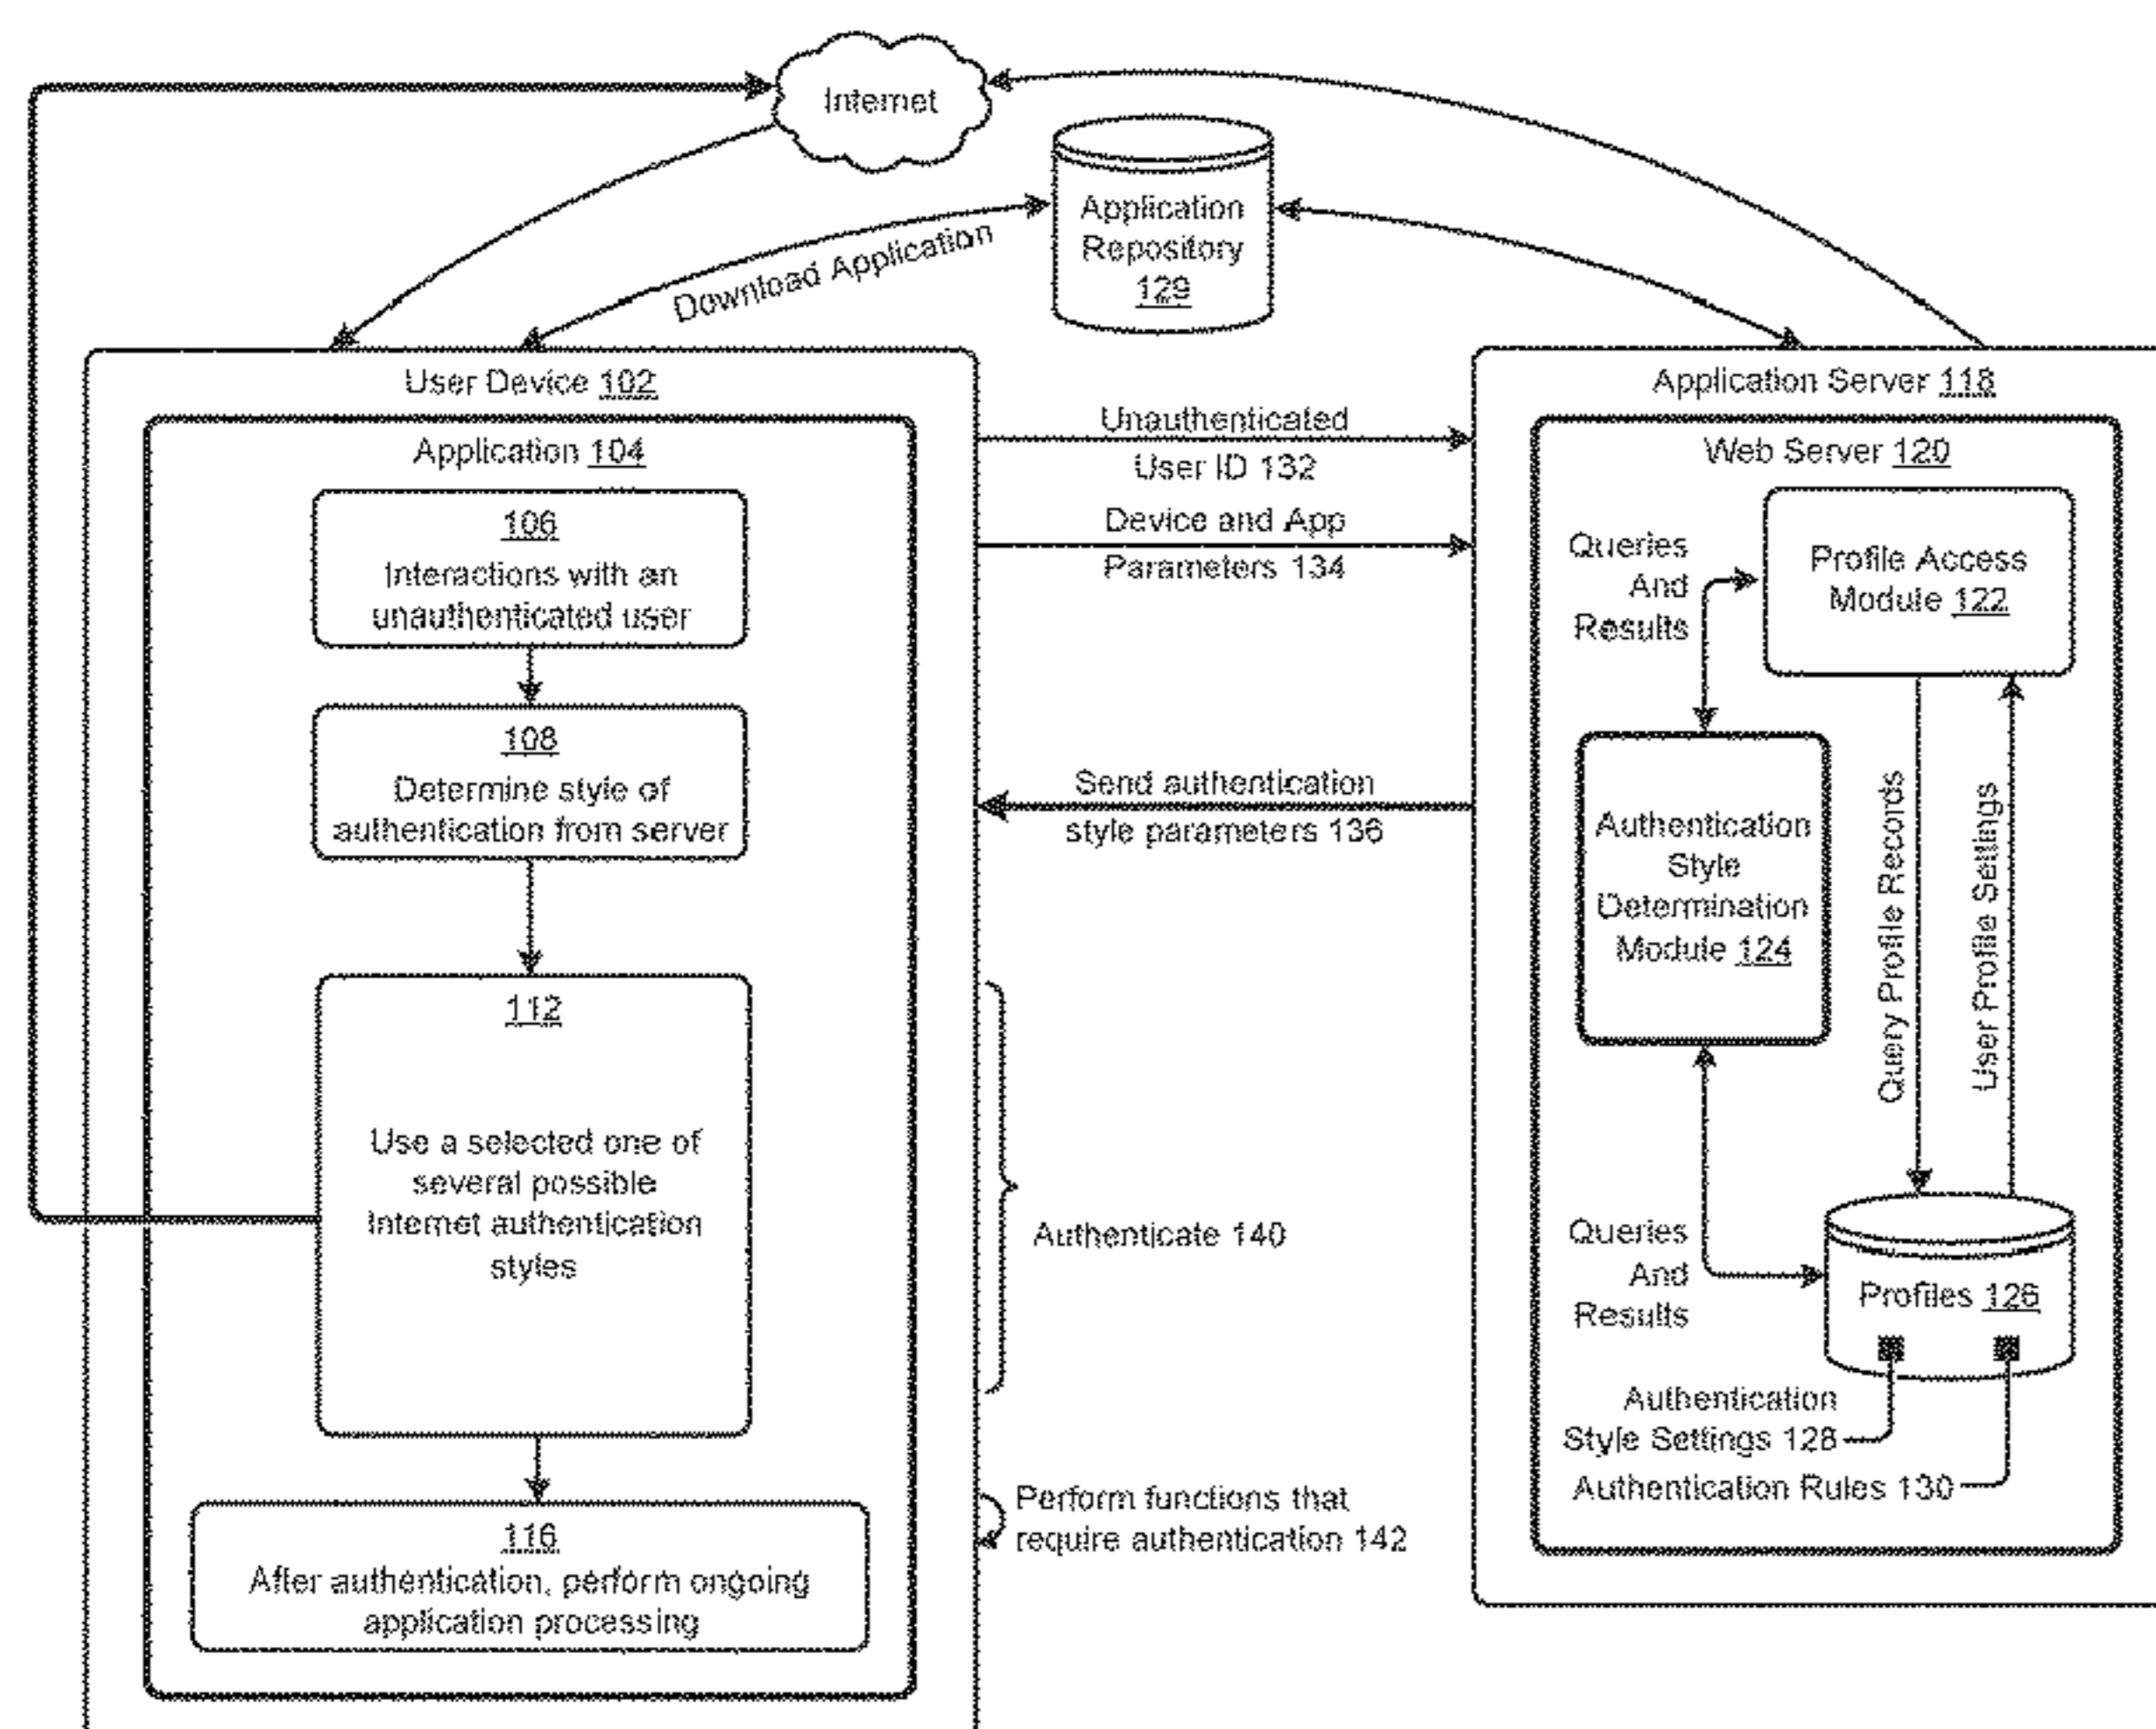 Internet
Application
Repository
129
Download Application
User Device 102
Application 104
106
Interactions with an
unauthenticated user
108
Determine style of
authentication from server
112
Use a selected one of
several possible
Internet authentication
styles
116
After authentication, perform ongoing
application processing
Unauthenticated
User ID 132
Device and App
Parameters 134
Send authentication
style parameters 136
Authenticate 140
Perform functions that
require authentication 142
Application Server 118
Web Server 120
Queries
And
Results
Profile Access
Module 122
Authentication
Style
Determination
Module 124
Query Profile Records
User Profile Settings
Queries
And
Results
Profiles 126
Authentication
Style Settings 128
Authentication Rules 130